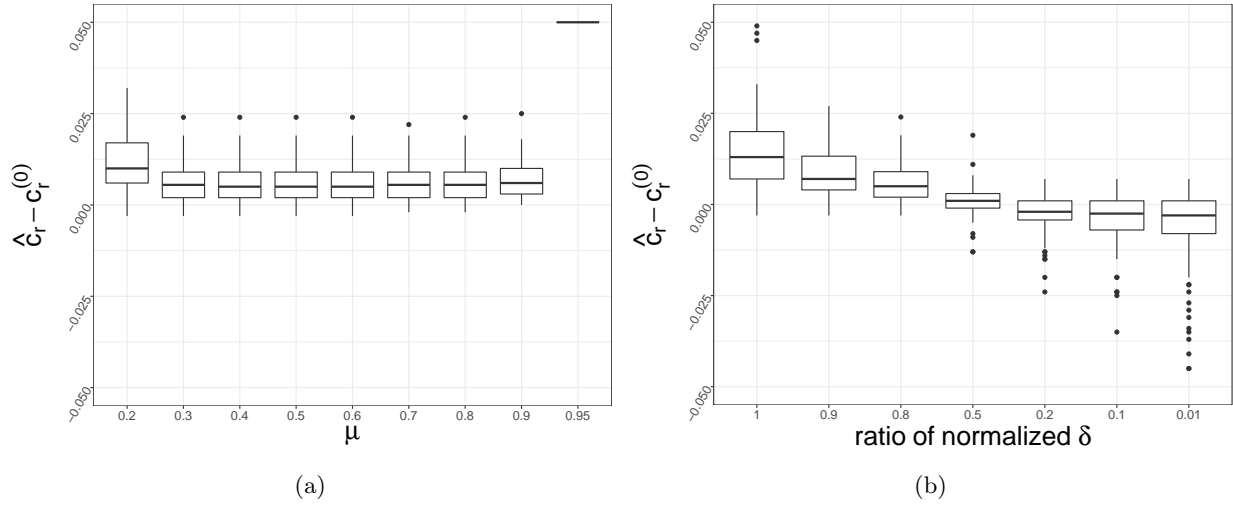 0.050
0.025
0.000
−0.025
−0.050
ĉᵣ − cᵣ⁽⁰⁾
0.2 0.3 0.4 0.5 0.6 0.7 0.8 0.9 0.95
μ
(a)
0.050
0.025
0.000
−0.025
−0.050
ĉᵣ − cᵣ⁽⁰⁾
1 0.9 0.8 0.5 0.2 0.1 0.01
ratio of normalized δ
(b)